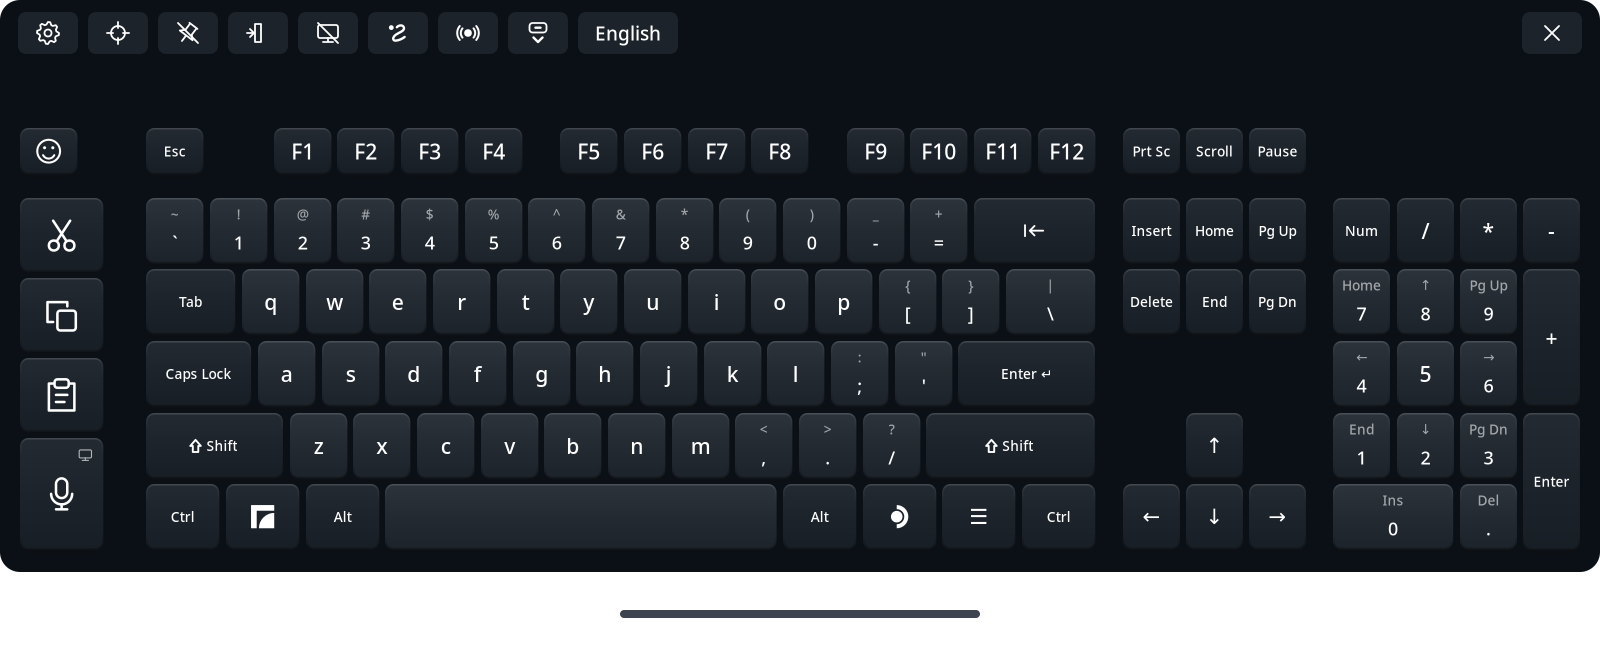 English
Esc F1 F2 F3 F4 F5 F6 F7 F8 F9 F10 F11 F12 Prt Sc Scroll Pause
~ ! @ # $ % ^ & * ( ) _ +
` 1 2 3 4 5 6 7 8 9 0 - = Insert Home Pg Up Num / * -
{ } | Home ↑ Pg Up
Tab q w e r t y u i o p [ ] \ Delete End Pg Dn 7 8 9
+
: " ← →
Caps Lock a s d f g h j k l ; ' Enter ↵ 4 5 6
< > ? End ↓ Pg Dn
Shift z x c v b n m , . / Shift ↑ 1 2 3
Enter
Ins Del
Ctrl Alt Alt ☰ Ctrl ← ↓ → 0 .